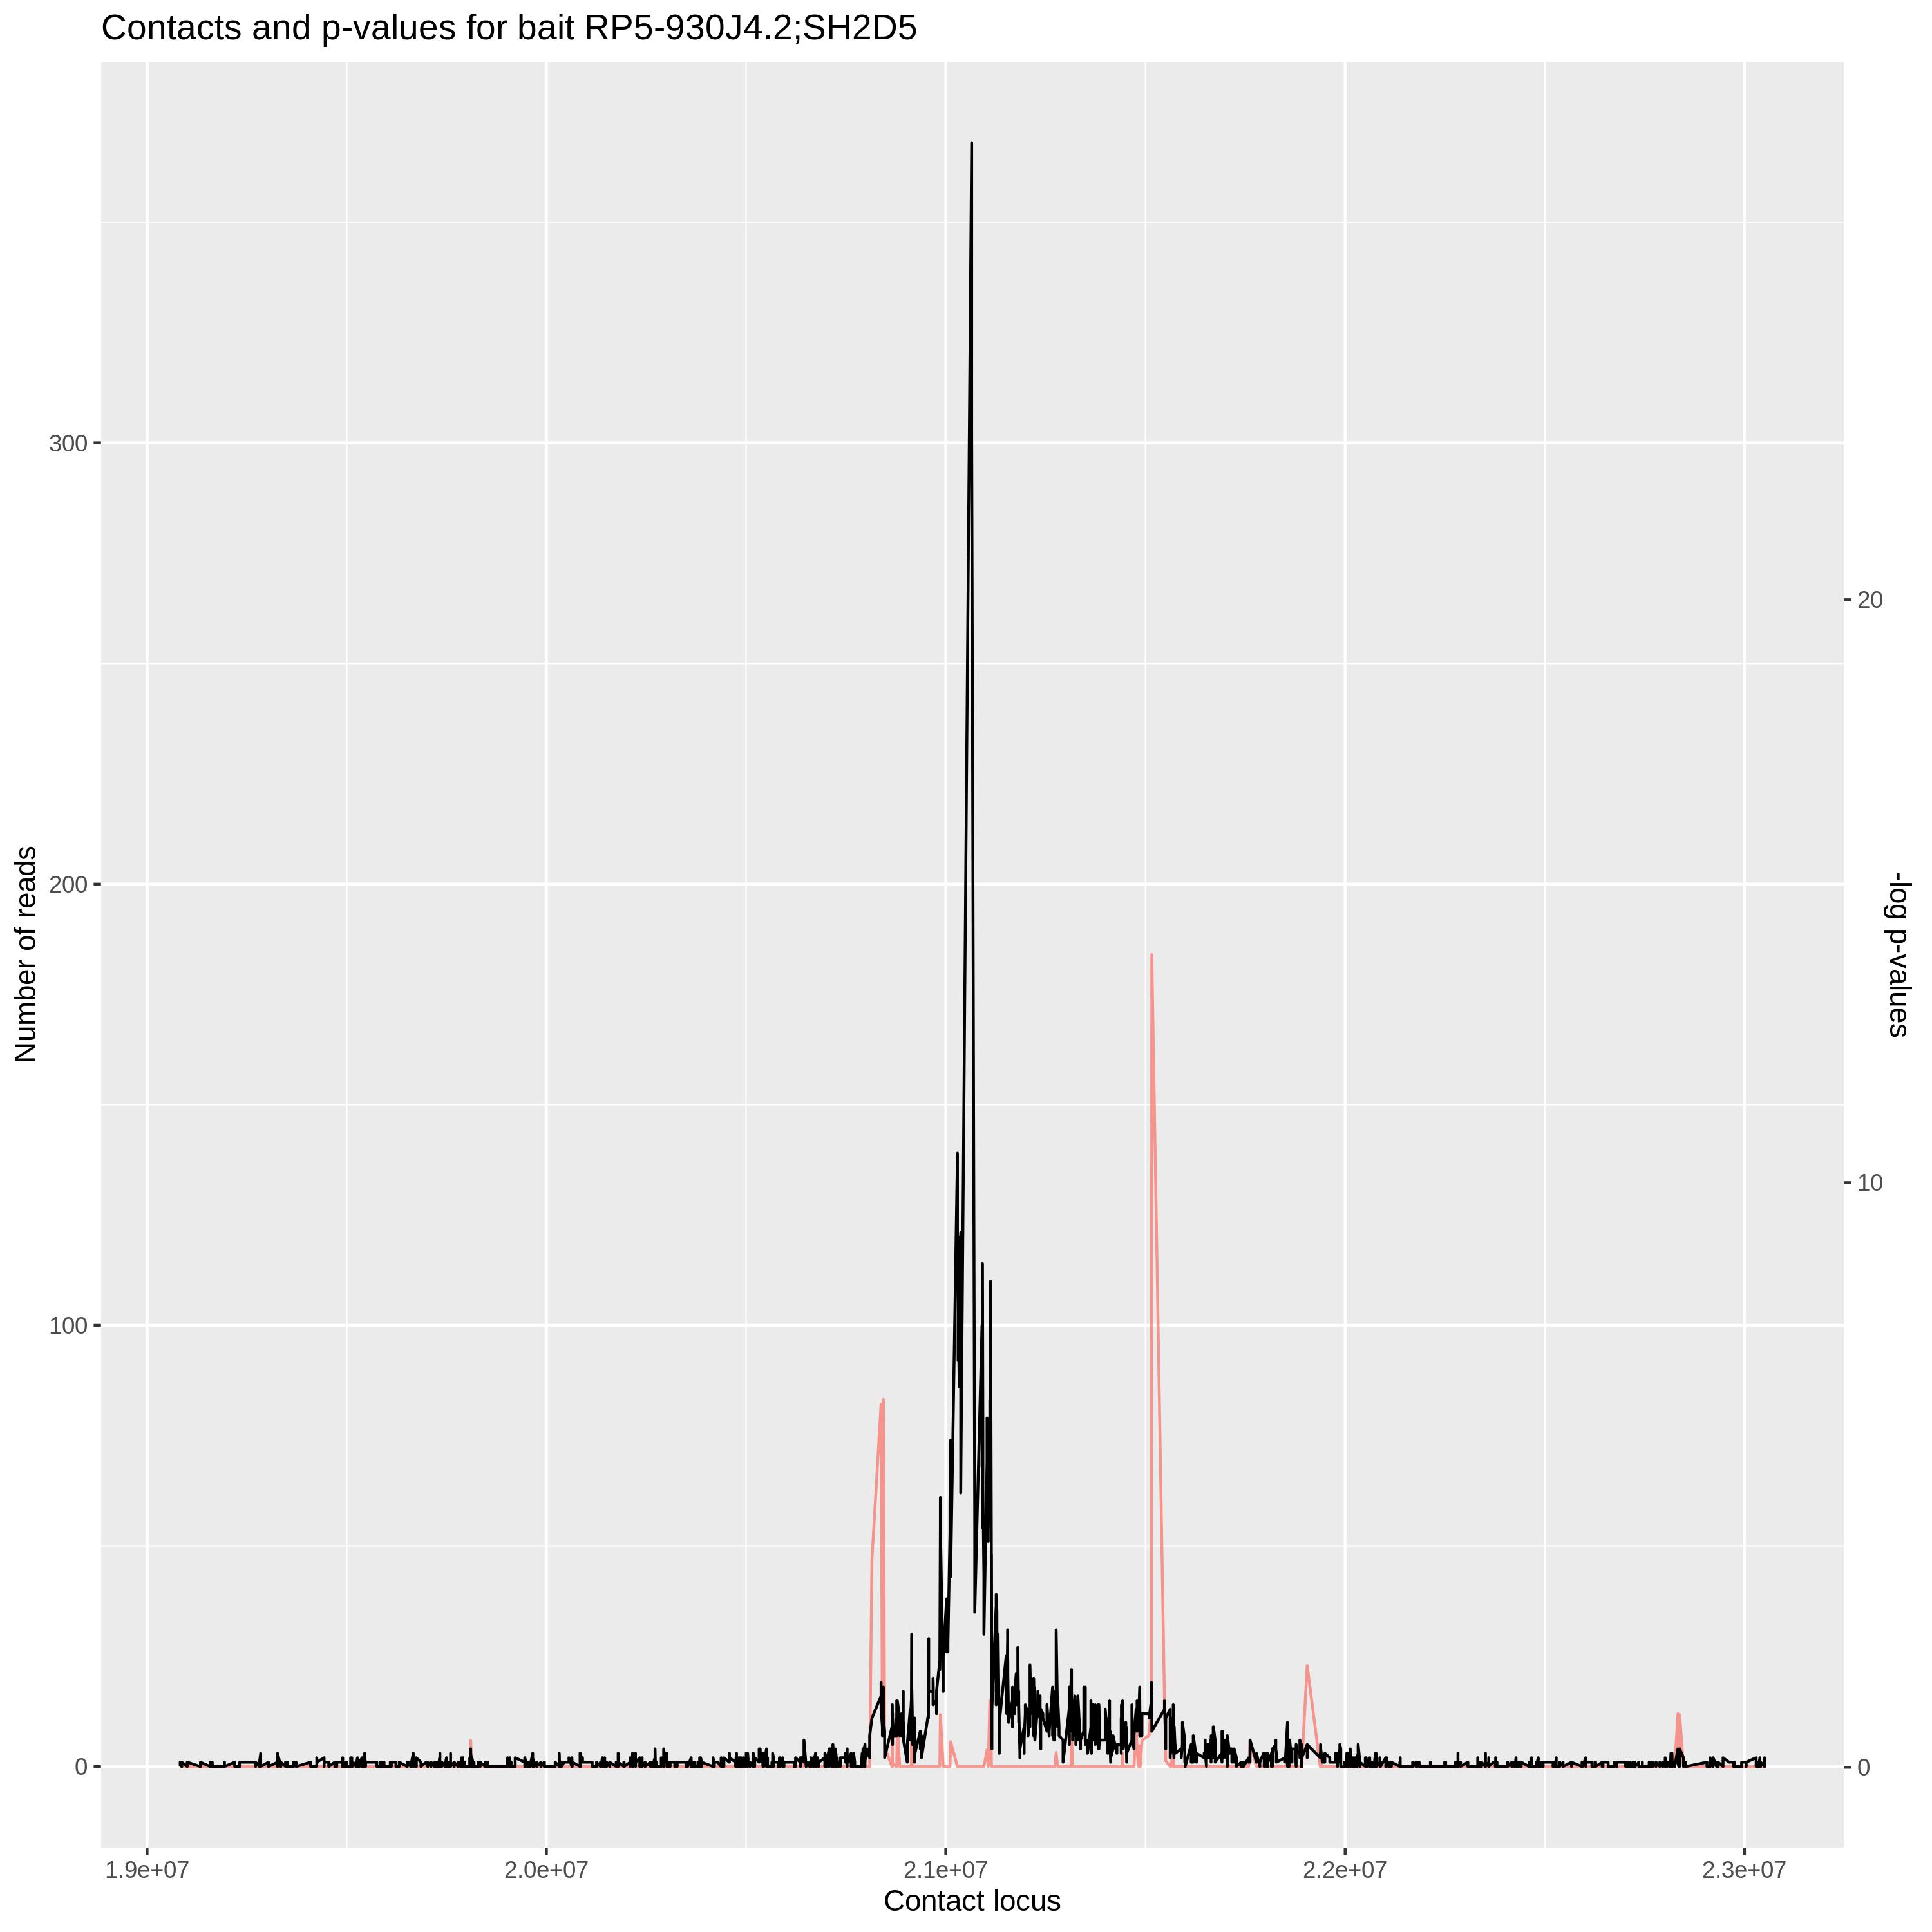 Contacts and p-values for bait RP5-930J4.2;SH2D5
Number of reads
300
200
100
0
20
10
0
-log p-values
1.9e+07 2.0e+07 2.1e+07 2.2e+07 2.3e+07
Contact locus